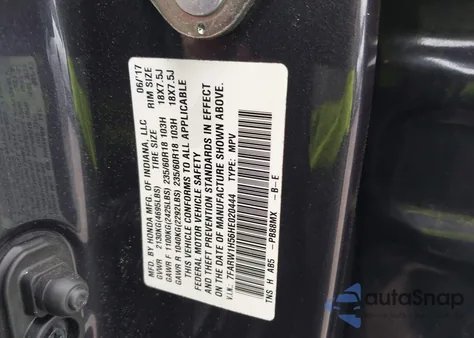 MFD. BY HONDA MFG. OF INDIANA, LLC 06/17
TIRE SIZE RIM SIZE
GVWR 2130KG(4695LBS)
GAWR F 1100KG(2425LBS) 235/60R18 103H 18X7.5J
GAWR R 1040KG(2292LBS) 235/60R18 103H 18X7.5J
THIS VEHICLE CONFORMS TO ALL APPLICABLE
FEDERAL MOTOR VEHICLE SAFETY
AND THEFT PREVENTION STANDARDS IN EFFECT
ON THE DATE OF MANUFACTURE SHOWN ABOVE.
V.I.N.: 7FARW1H56HE020444 TYPE: MPV
TNS H AB5 -PB88MX -B-E
autoSnap